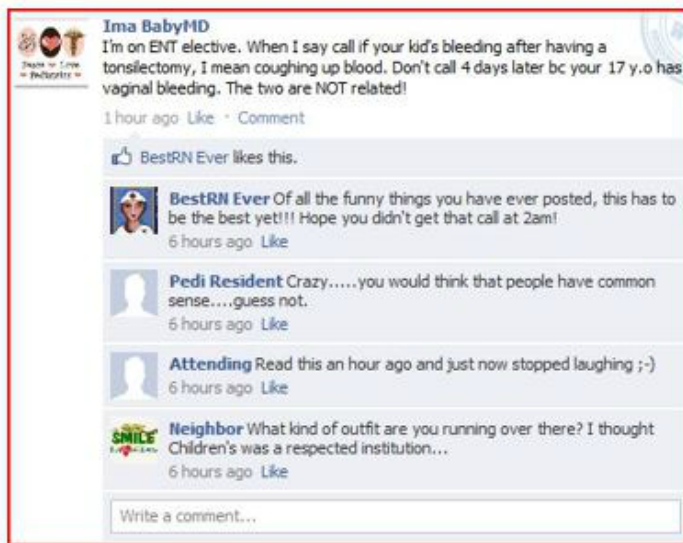 Ima BabyMD
I'm on ENT elective. When I say call if your kid's bleeding after having a
tonsilectomy, I mean coughing up blood. Don't call 4 days later bc your 17 y.o has
vaginal bleeding. The two are NOT related!
1 hour ago Like · Comment
BestRN Ever likes this.
BestRN Ever Of all the funny things you have ever posted, this has to
be the best yet!!! Hope you didn't get that call at 2am!
6 hours ago Like
Pedi Resident Crazy.....you would think that people have common
sense....guess not.
6 hours ago Like
Attending Read this an hour ago and just now stopped laughing ;-)
6 hours ago Like
SMILE
Neighbor What kind of outfit are you running over there? I thought
Children's was a respected institution...
6 hours ago Like
Write a comment...